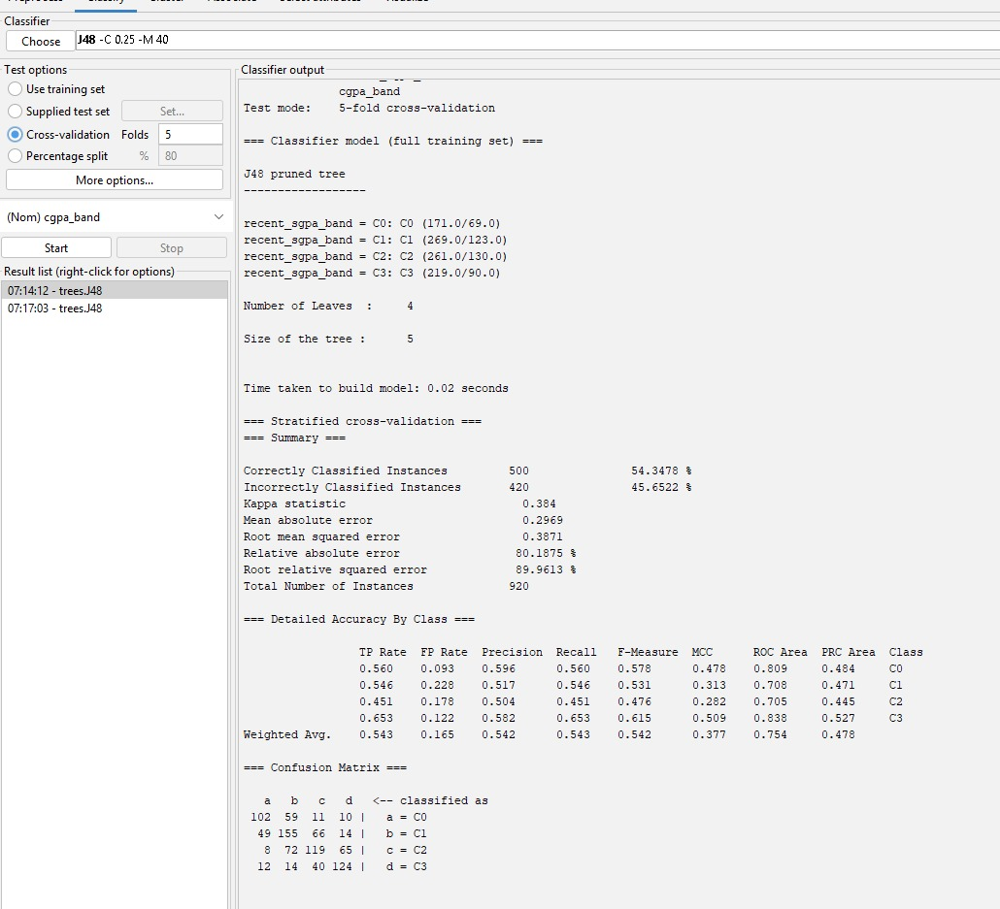 Classifier
Choose J48 -C 0.25 -M 40
Test options
Use training set
Supplied test set Set...
Cross-validation Folds 5
Percentage split % 80
More options...
(Nom) cgpa_band
Start Stop
Result list (right-click for options)
07:14:12 - trees.J48
07:17:03 - trees.J48
Classifier output
cgpa_band
Test mode: 5-fold cross-validation
=== Classifier model (full training set) ===
J48 pruned tree
------------------
recent_sgpa_band = C0: C0 (171.0/69.0)
recent_sgpa_band = C1: C1 (269.0/123.0)
recent_sgpa_band = C2: C2 (261.0/130.0)
recent_sgpa_band = C3: C3 (219.0/90.0)
Number of Leaves : 4
Size of the tree : 5
Time taken to build model: 0.02 seconds
=== Stratified cross-validation ===
=== Summary ===
Correctly Classified Instances 500 54.3478 %
Incorrectly Classified Instances 420 45.6522 %
Kappa statistic 0.384
Mean absolute error 0.2969
Root mean squared error 0.3871
Relative absolute error 80.1875 %
Root relative squared error 89.9613 %
Total Number of Instances 920
=== Detailed Accuracy By Class ===
TP Rate FP Rate Precision Recall F-Measure MCC ROC Area PRC Area Class
0.560 0.093 0.596 0.560 0.578 0.478 0.809 0.484 C0
0.546 0.228 0.517 0.546 0.531 0.313 0.708 0.471 C1
0.451 0.178 0.504 0.451 0.476 0.282 0.705 0.445 C2
0.653 0.122 0.582 0.653 0.615 0.509 0.838 0.527 C3
Weighted Avg. 0.543 0.165 0.542 0.543 0.542 0.377 0.754 0.478
=== Confusion Matrix ===
a b c d <-- classified as
102 59 11 10 | a = C0
49 155 66 14 | b = C1
8 72 119 65 | c = C2
12 14 40 124 | d = C3